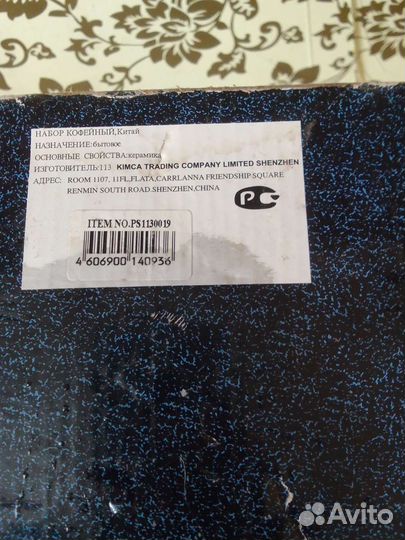 НАБОР КОФЕЙНЫЙ,Китай
НАЗНАЧЕНИЕ:бытовое
ОСНОВНЫЕ СВОЙСТВА:керамика
ИЗГОТОВИТЕЛЬ:113 KIMCA TRADING COMPANY LIMITED SHENZHEN
АДРЕС: ROOM 1107, 11FL,FLATA,CARRLANNA FRIENDSHIP SQUARE
RENMIN SOUTH ROAD.SHENZHEN,CHINA
РС
ITEM NO.PS1130019
4 606900 140936
Avito